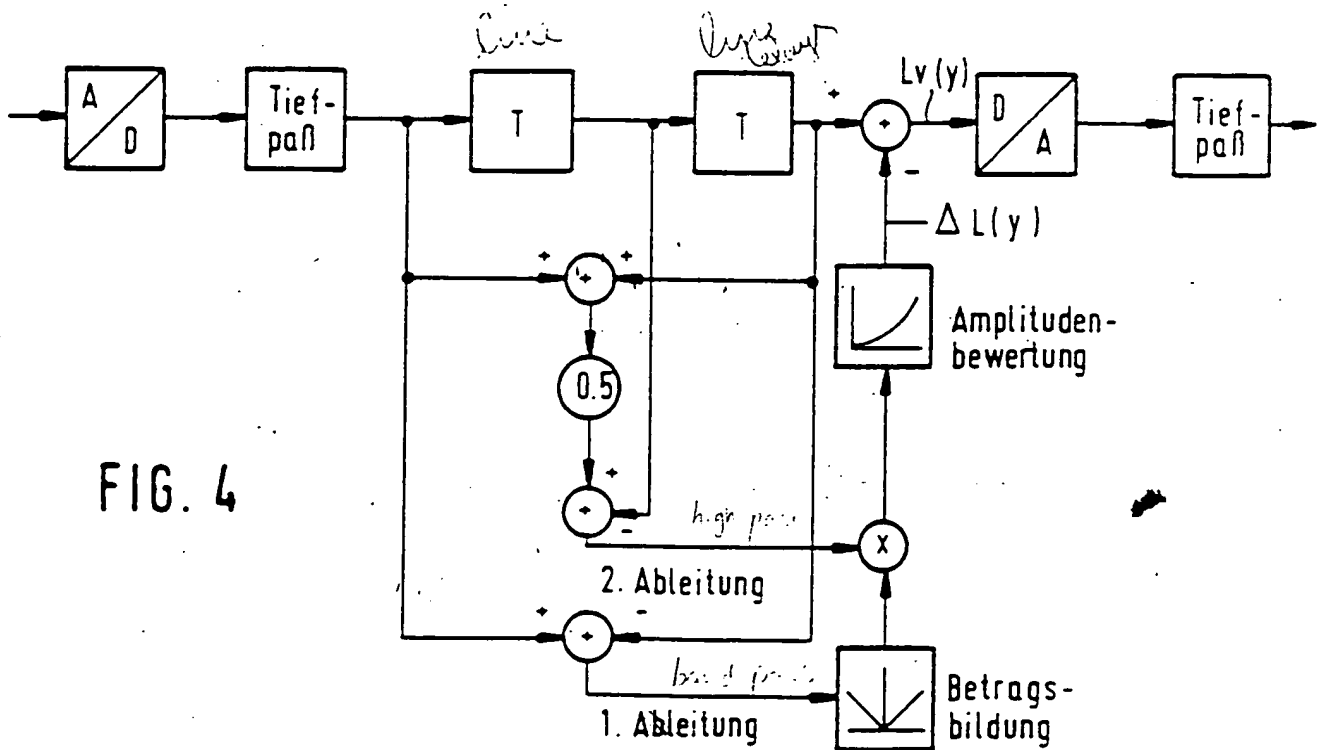 line
A
D
Tief-
paß
T
T
+
+
-
Lv(y)
D
A
Tief-
paß
Δ L(y)
+
+
+
0.5
Amplituden-
bewertung
FIG. 4
+
+
-
high pass
X
2. Ableitung
+
-
+
band pass
1. Ableitung
Betrags-
bildung